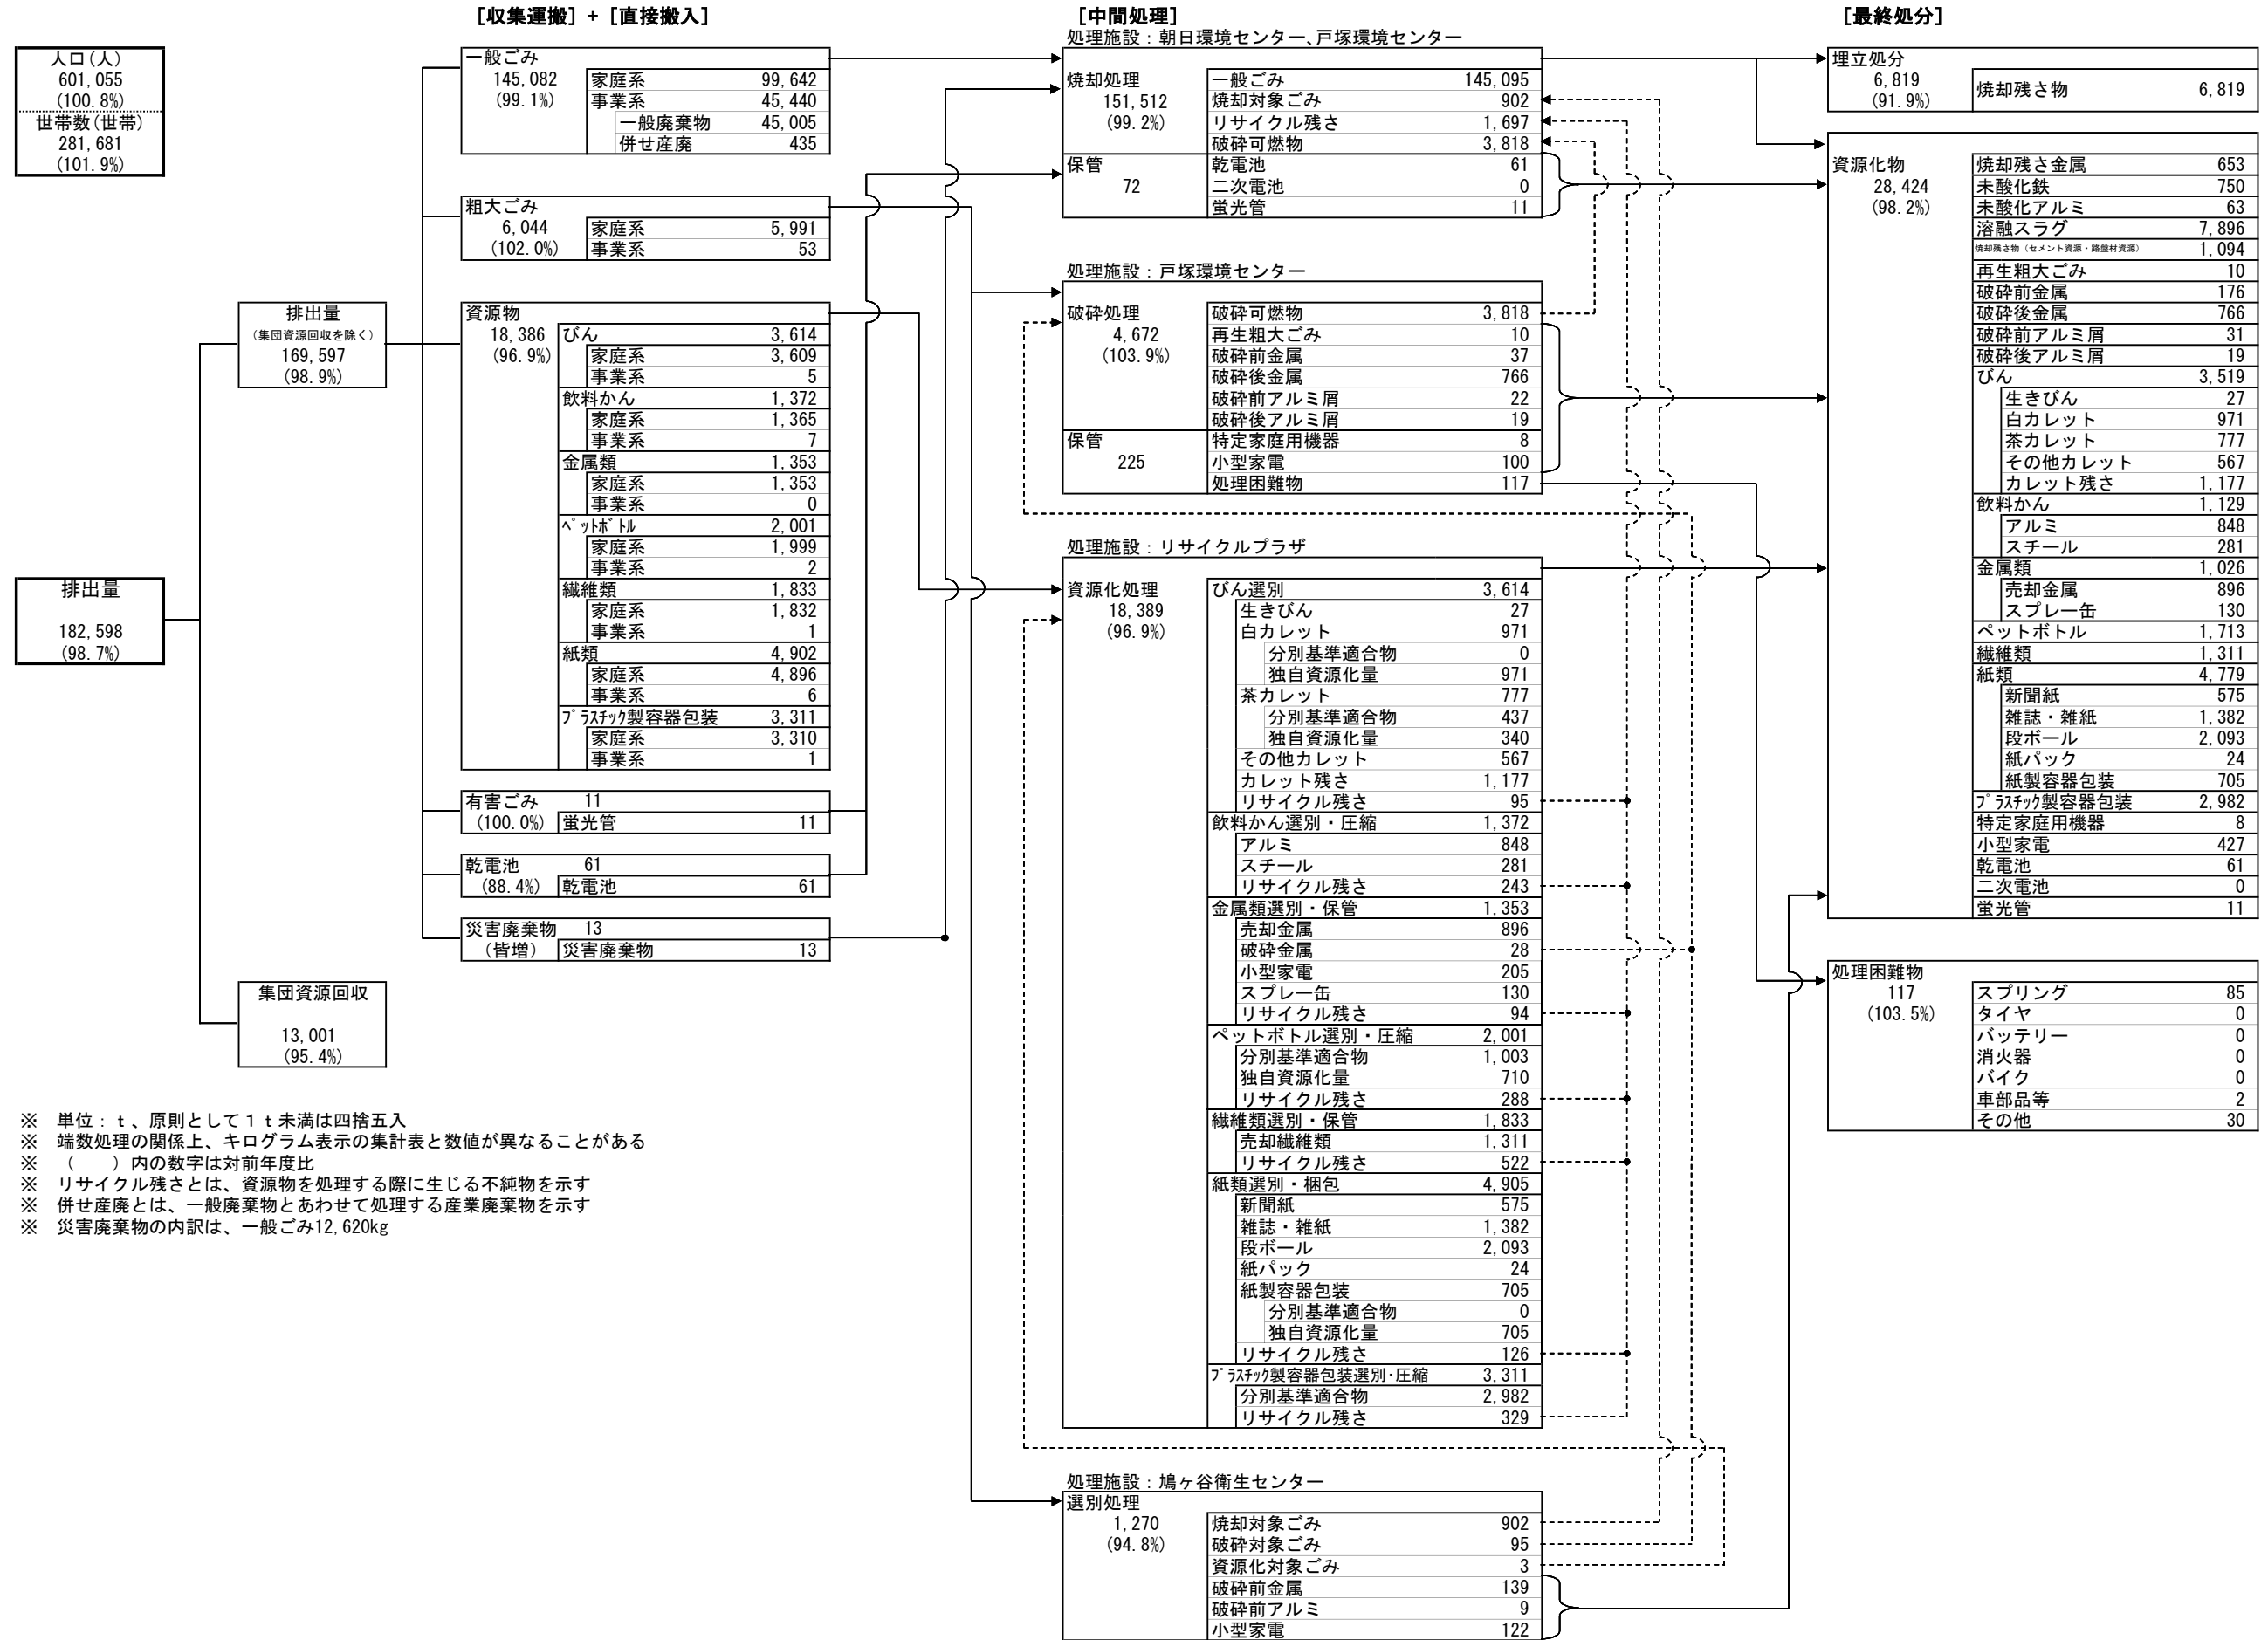 ［収集運搬］+［直接搬入］
［中間処理］
［最終処分］
人口(人)
601,055
(100.8%)
世帯数(世帯)
281,681
(101.9%)
排出量
182,598
(98.7%)
排出量
（集団資源回収を除く）
169,597
(98.9%)
集団資源回収
13,001
(95.4%)
一般ごみ
145,082
(99.1%)
家庭系 99,642
事業系 45,440
一般廃棄物 45,005
併せ産廃 435
粗大ごみ
6,044
(102.0%)
家庭系 5,991
事業系 53
資源物
18,386
(96.9%)
びん 3,614
家庭系 3,609
事業系 5
飲料かん 1,372
家庭系 1,365
事業系 7
金属類 1,353
家庭系 1,353
事業系 0
ﾍﾟｯﾄﾎﾞﾄﾙ 2,001
家庭系 1,999
事業系 2
繊維類 1,833
家庭系 1,832
事業系 1
紙類 4,902
家庭系 4,896
事業系 6
ﾌﾟﾗｽﾁｯｸ製容器包装 3,311
家庭系 3,310
事業系 1
有害ごみ 11
(100.0%) 蛍光管 11
乾電池 61
(88.4%) 乾電池 61
災害廃棄物 13
(皆増) 災害廃棄物 13
処理施設：朝日環境センター、戸塚環境センター
焼却処理
151,512
(99.2%)
一般ごみ 145,095
焼却対象ごみ 902
リサイクル残さ 1,697
破砕可燃物 3,818
保管
72
乾電池 61
二次電池 0
蛍光管 11
処理施設：戸塚環境センター
破砕処理
4,672
(103.9%)
破砕可燃物 3,818
再生粗大ごみ 10
破砕前金属 37
破砕後金属 766
破砕前アルミ屑 22
破砕後アルミ屑 19
保管
225
特定家庭用機器 8
小型家電 100
処理困難物 117
処理施設：リサイクルプラザ
資源化処理
18,389
(96.9%)
びん選別 3,614
生きびん 27
白カレット 971
分別基準適合物 0
独自資源化量 971
茶カレット 777
分別基準適合物 437
独自資源化量 340
その他カレット 567
カレット残さ 1,177
リサイクル残さ 95
飲料かん選別・圧縮 1,372
アルミ 848
スチール 281
リサイクル残さ 243
金属類選別・保管 1,353
売却金属 896
破砕金属 28
小型家電 205
スプレー缶 130
リサイクル残さ 94
ペットボトル選別・圧縮 2,001
分別基準適合物 1,003
独自資源化量 710
リサイクル残さ 288
繊維類選別・保管 1,833
売却繊維類 1,311
リサイクル残さ 522
紙類選別・梱包 4,905
新聞紙 575
雑誌・雑紙 1,382
段ボール 2,093
紙パック 24
紙製容器包装 705
分別基準適合物 0
独自資源化量 705
リサイクル残さ 126
ﾌﾟﾗｽﾁｯｸ製容器包装選別･圧縮 3,311
分別基準適合物 2,982
リサイクル残さ 329
処理施設：鳩ヶ谷衛生センター
選別処理
1,270
(94.8%)
焼却対象ごみ 902
破砕対象ごみ 95
資源化対象ごみ 3
破砕前金属 139
破砕前アルミ 9
小型家電 122
埋立処分
6,819
(91.9%)
焼却残さ物 6,819
資源化物
28,424
(98.2%)
焼却残さ金属 653
未酸化鉄 750
未酸化アルミ 63
溶融スラグ 7,896
焼却残さ物（セメント資源・路盤材資源） 1,094
再生粗大ごみ 10
破砕前金属 176
破砕後金属 766
破砕前アルミ屑 31
破砕後アルミ屑 19
びん 3,519
生きびん 27
白カレット 971
茶カレット 777
その他カレット 567
カレット残さ 1,177
飲料かん 1,129
アルミ 848
スチール 281
金属類 1,026
売却金属 896
スプレー缶 130
ペットボトル 1,713
繊維類 1,311
紙類 4,779
新聞紙 575
雑誌・雑紙 1,382
段ボール 2,093
紙パック 24
紙製容器包装 705
ﾌﾟﾗｽﾁｯｸ製容器包装 2,982
特定家庭用機器 8
小型家電 427
乾電池 61
二次電池 0
蛍光管 11
処理困難物
117
(103.5%)
スプリング 85
タイヤ 0
バッテリー 0
消火器 0
バイク 0
車部品等 2
その他 30
※　単位：ｔ、原則として１ｔ未満は四捨五入
※　端数処理の関係上、キログラム表示の集計表と数値が異なることがある
※　（　　）内の数字は対前年度比
※　リサイクル残さとは、資源物を処理する際に生じる不純物を示す
※　併せ産廃とは、一般廃棄物とあわせて処理する産業廃棄物を示す
※　災害廃棄物の内訳は、一般ごみ12,620kg